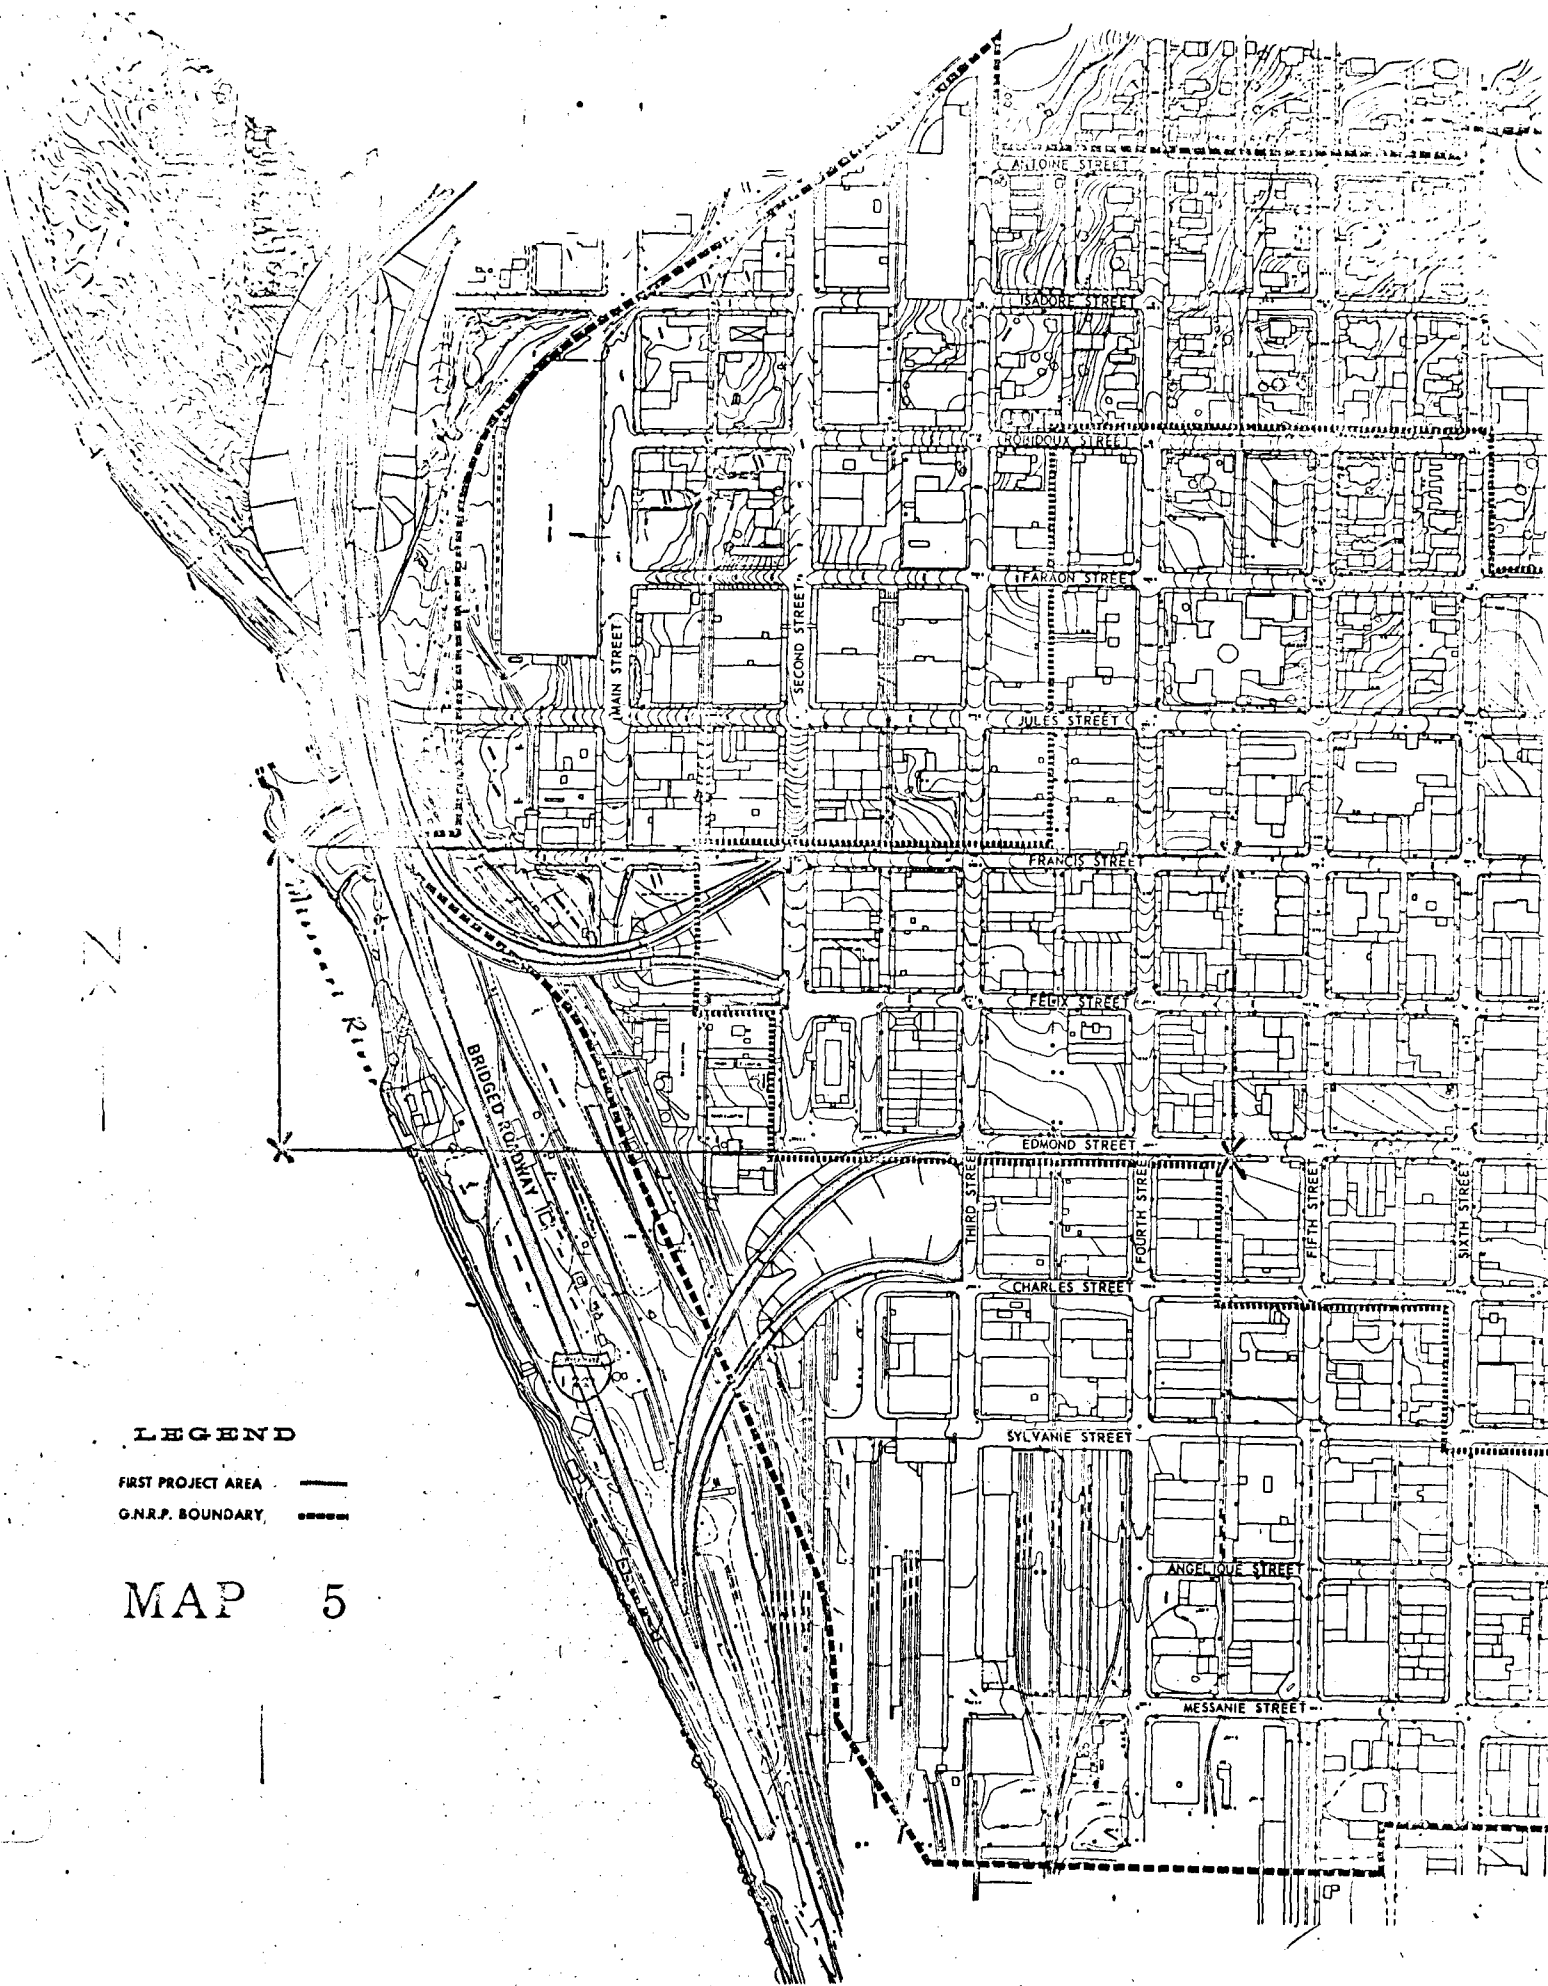 ANTOINE STREET
ISADORE STREET
ROBIDOUX STREET
FARAON STREET
MAIN STREET
SECOND STREET
JULES STREET
FRANCIS STREET
Missouri River
N
FELIX STREET
BRIDGED ROADWAY
EDMOND STREET
THIRD STREET
FOURTH STREET
FIFTH STREET
SIXTH STREET
CHARLES STREET
SYLVANIE STREET
LEGEND
FIRST PROJECT AREA
G.N.R.P. BOUNDARY
ANGELIQUE STREET
MAP 5
MESSANIE STREET